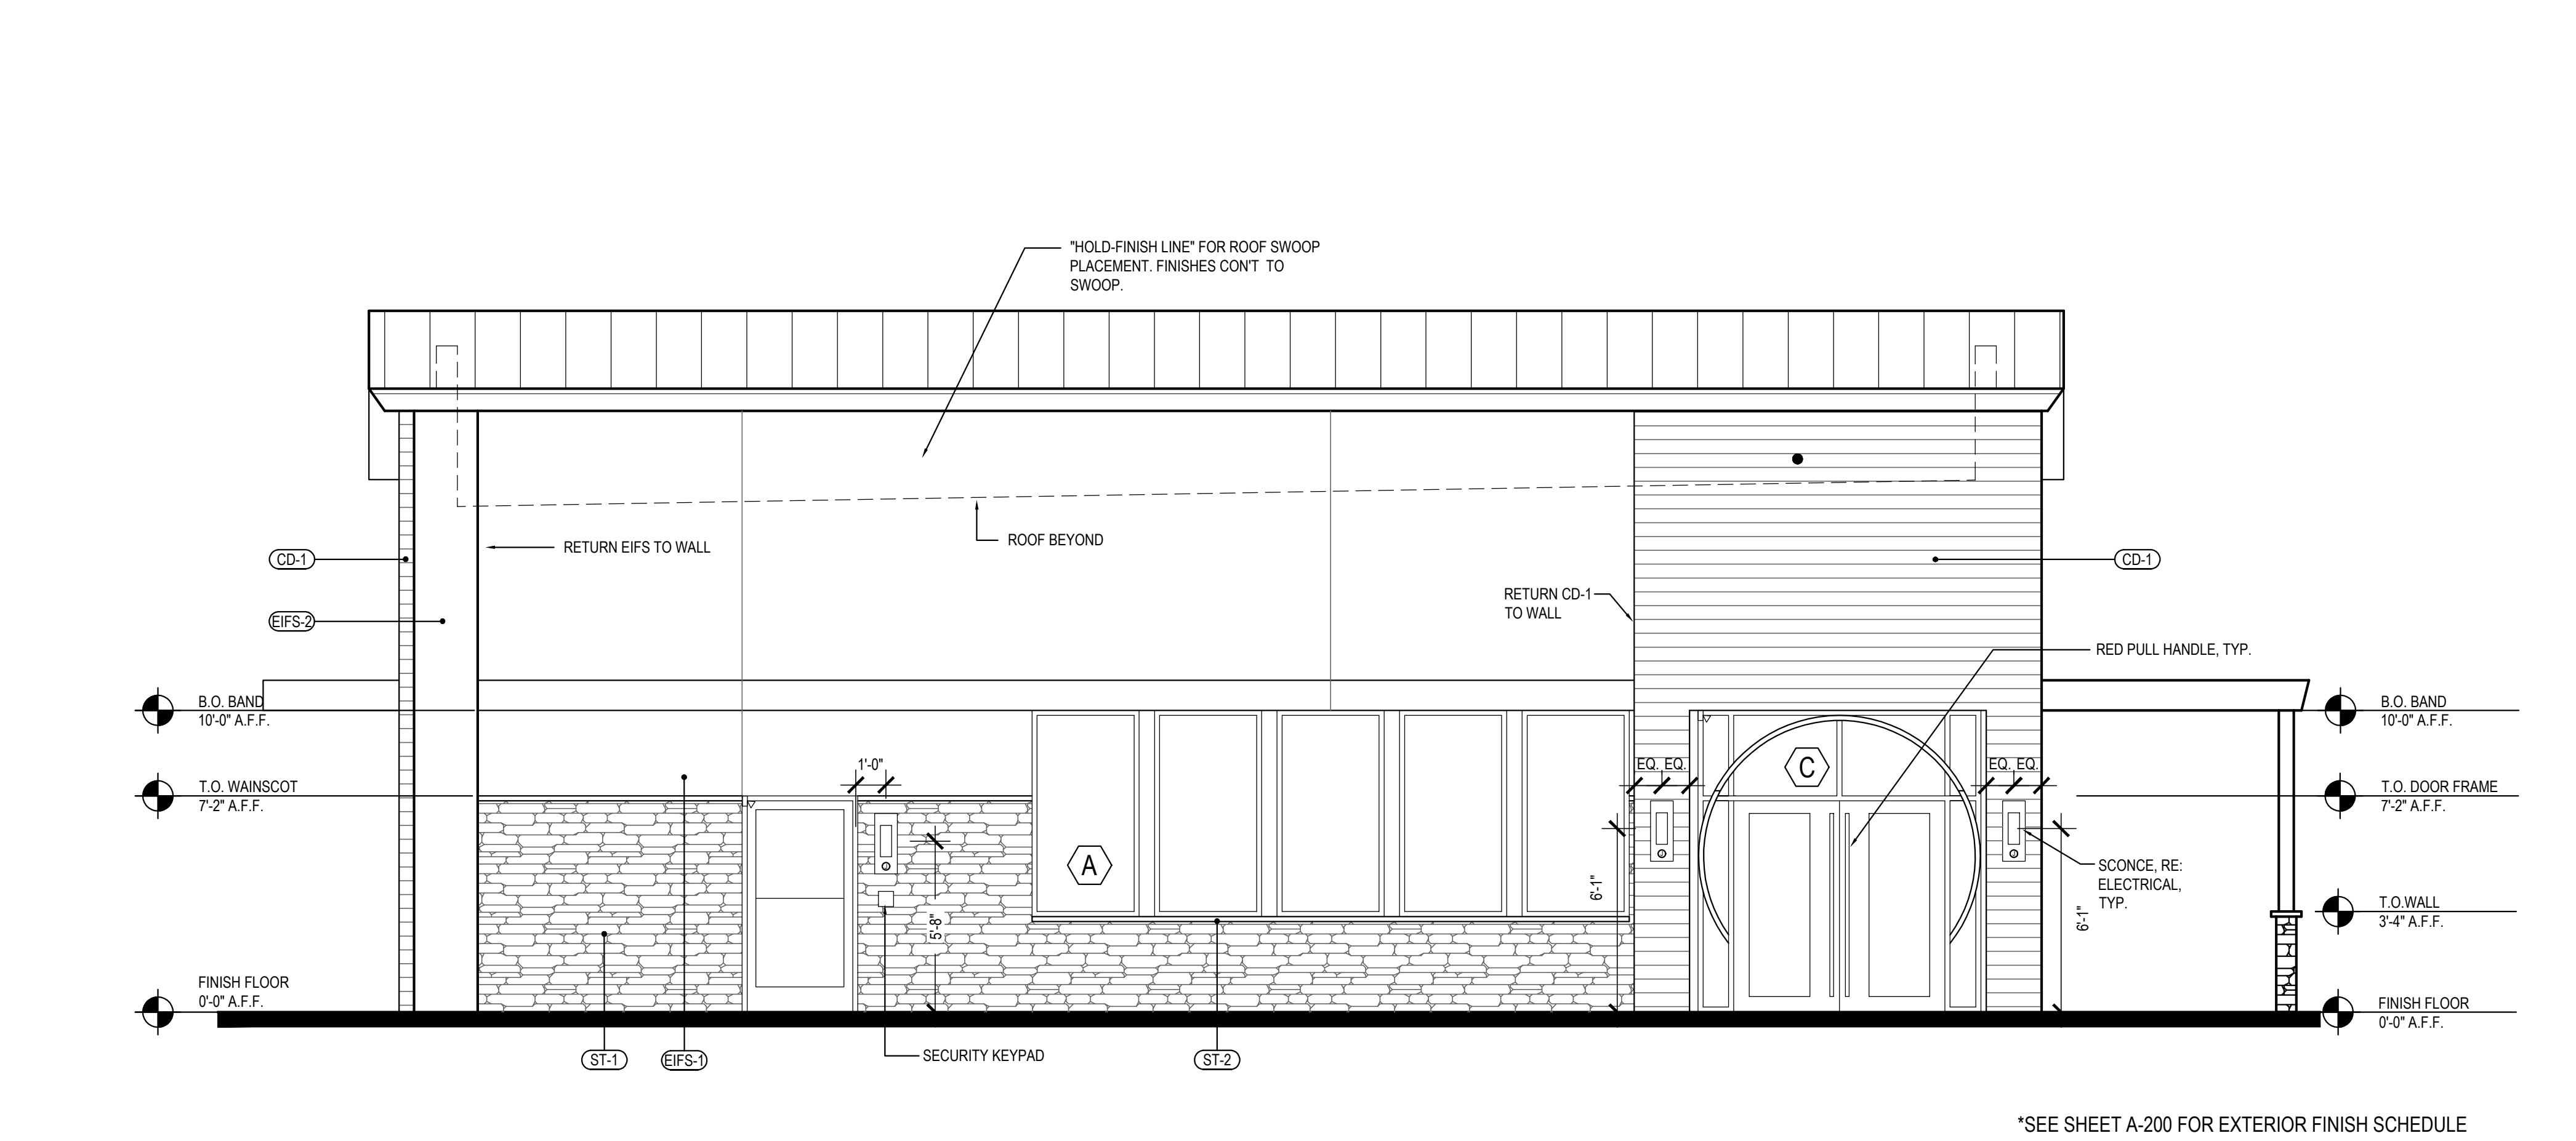 "HOLD-FINISH LINE" FOR ROOF SWOOP
PLACEMENT. FINISHES CON'T TO
SWOOP.
RETURN EIFS TO WALL
ROOF BEYOND
CD-1
CD-1
RETURN CD-1
TO WALL
EIFS-2
RED PULL HANDLE, TYP.
B.O. BAND
10'-0" A.F.F.
B.O. BAND
10'-0" A.F.F.
1'-0"
EQ. EQ.
C
EQ. EQ.
T.O. WAINSCOT
7'-2" A.F.F.
T.O. DOOR FRAME
7'-2" A.F.F.
A
SCONCE, RE:
ELECTRICAL,
TYP.
6'-1"
6'-1"
5'-8"
T.O.WALL
3'-4" A.F.F.
FINISH FLOOR
0'-0" A.F.F.
FINISH FLOOR
0'-0" A.F.F.
ST-1
EIFS-1
SECURITY KEYPAD
ST-2
*SEE SHEET A-200 FOR EXTERIOR FINISH SCHEDULE